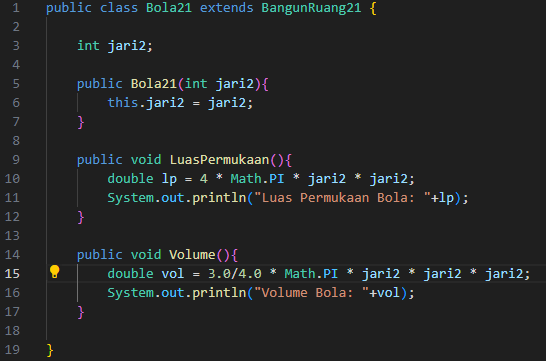 1 public class Bola21 extends BangunRuang21 {
2
3 int jari2;
4
5 public Bola21(int jari2){
6 this.jari2 = jari2;
7 }
8
9 public void LuasPermukaan(){
10 double lp = 4 * Math.PI * jari2 * jari2;
11 System.out.println("Luas Permukaan Bola: "+lp);
12 }
13
14 public void Volume(){
15 double vol = 3.0/4.0 * Math.PI * jari2 * jari2 * jari2;
16 System.out.println("Volume Bola: "+vol);
17 }
18
19 }